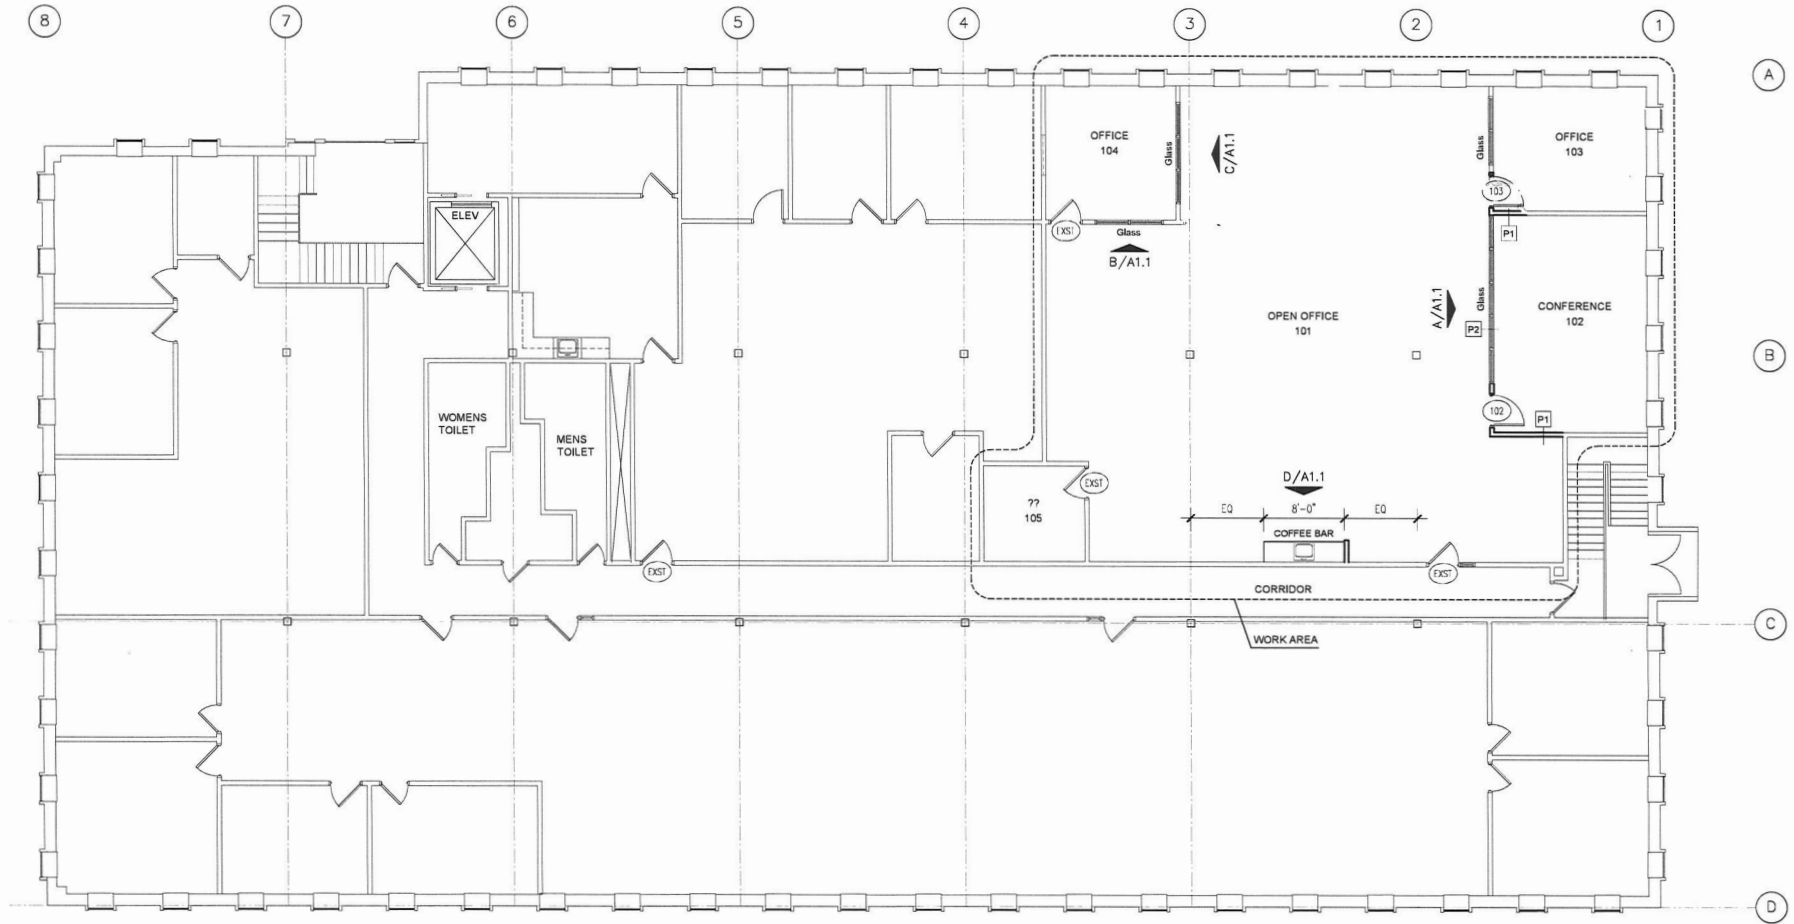 8
7
6
5
4
3
2
1
A
OFFICE
104
Glass
C/A1.1
Glass
OFFICE
103
103
ELEV
EXST
Glass
B/A1.1
P1
OPEN OFFICE
101
A/A1.1
Glass
P2
CONFERENCE
102
B
WOMENS
TOILET
MENS
TOILET
102
P1
D/A1.1
EXST
??
105
EQ
8'-0"
EQ
COFFEE BAR
EXST
EXST
CORRIDOR
C
WORK AREA
D